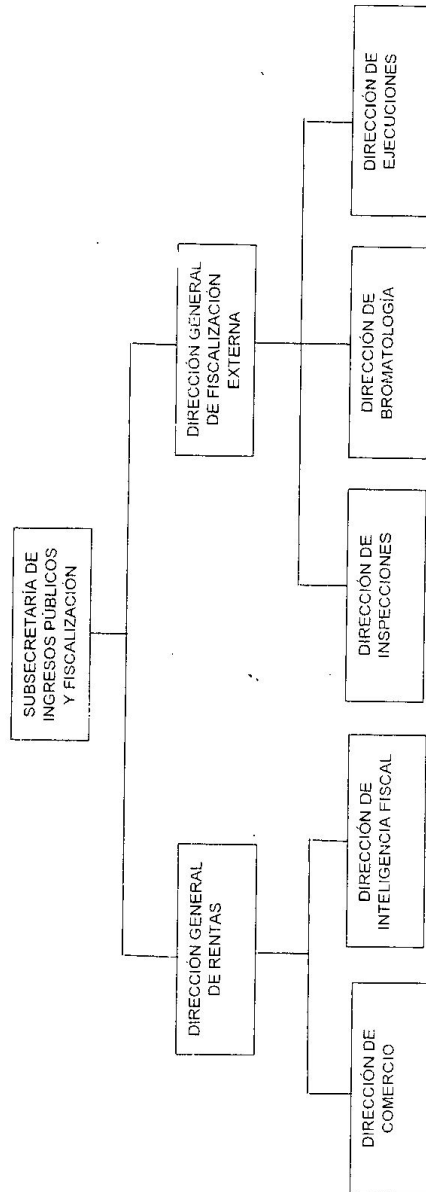 SUBSECRETARÍA DE
INGRESOS PÚBLICOS
Y FISCALIZACIÓN
DIRECCIÓN GENERAL
DE RENTAS
DIRECCIÓN GENERAL
DE FISCALIZACIÓN
EXTERNA
DIRECCIÓN DE
COMERCIO
DIRECCIÓN DE
INTELIGENCIA FISCAL
DIRECCIÓN DE
INSPECCIONES
DIRECCIÓN DE
BROMATOLOGÍA
DIRECCIÓN DE
EJECUCIONES